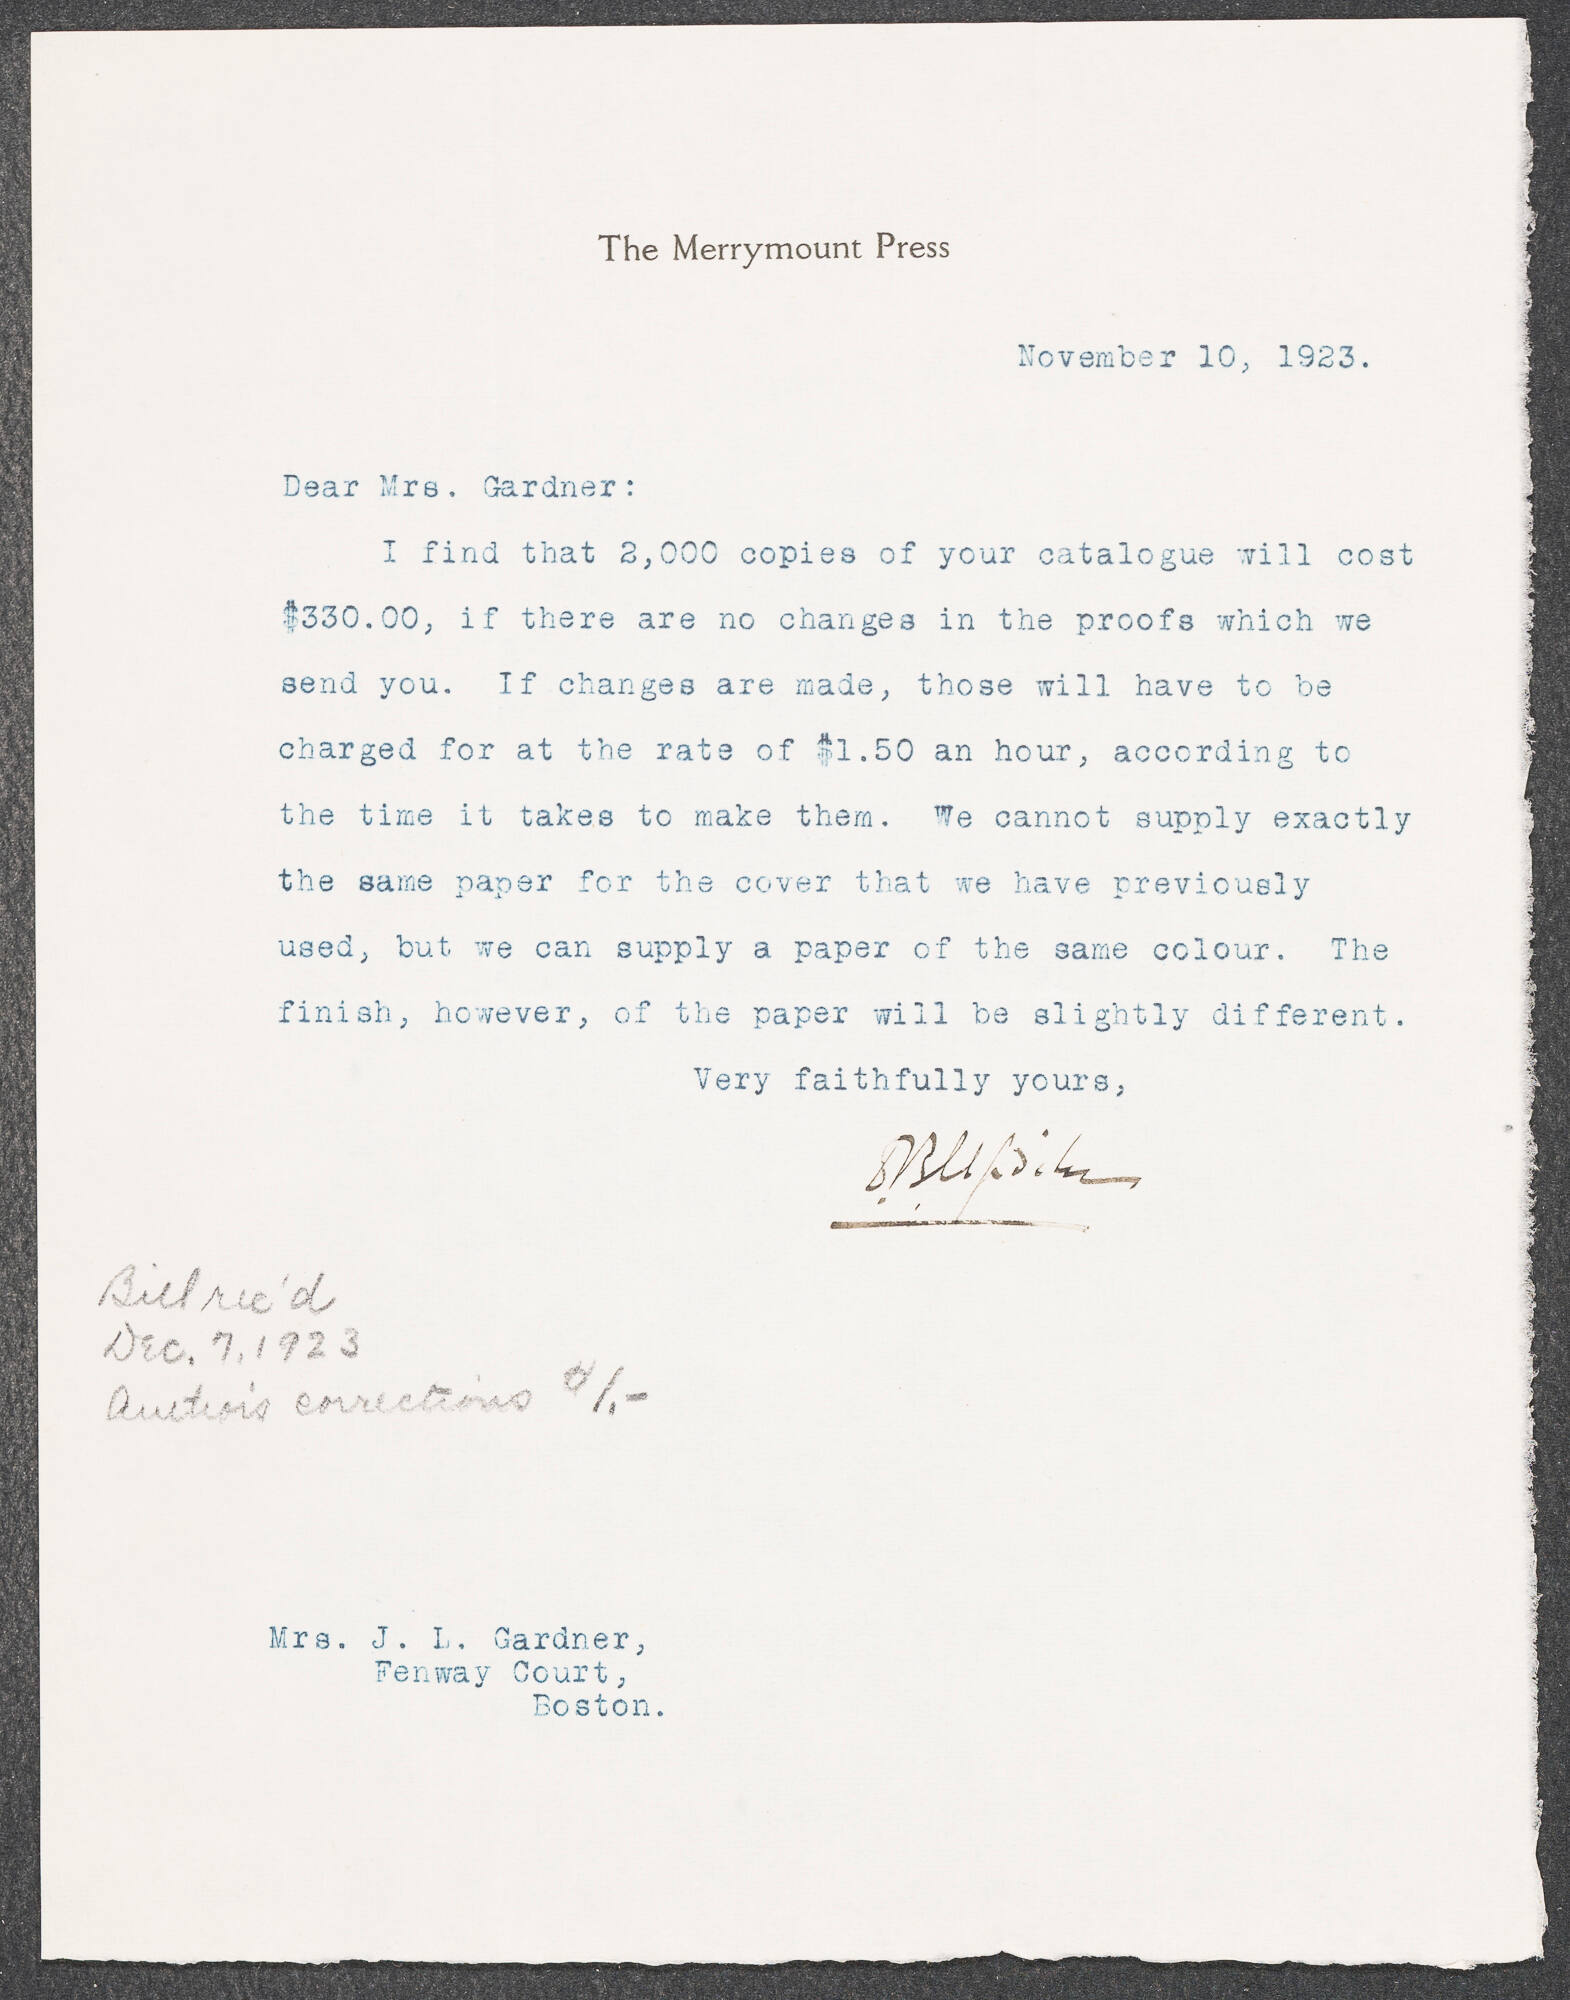 The Merrymount Press
November 10, 1923.
Dear Mrs. Gardner:
I find that 2,000 copies of your catalogue will cost
$330.00, if there are no changes in the proofs which we
send you. If changes are made, those will have to be
charged for at the rate of $1.50 an hour, according to
the time it takes to make them. We cannot supply exactly
the same paper for the cover that we have previously
used, but we can supply a paper of the same colour. The
finish, however, of the paper will be slightly different.
Very faithfully yours,
D.B. Updike
Bill rec'd
Dec. 7, 1923
Author's corrections $1.-
Mrs. J. L. Gardner,
Fenway Court,
Boston.